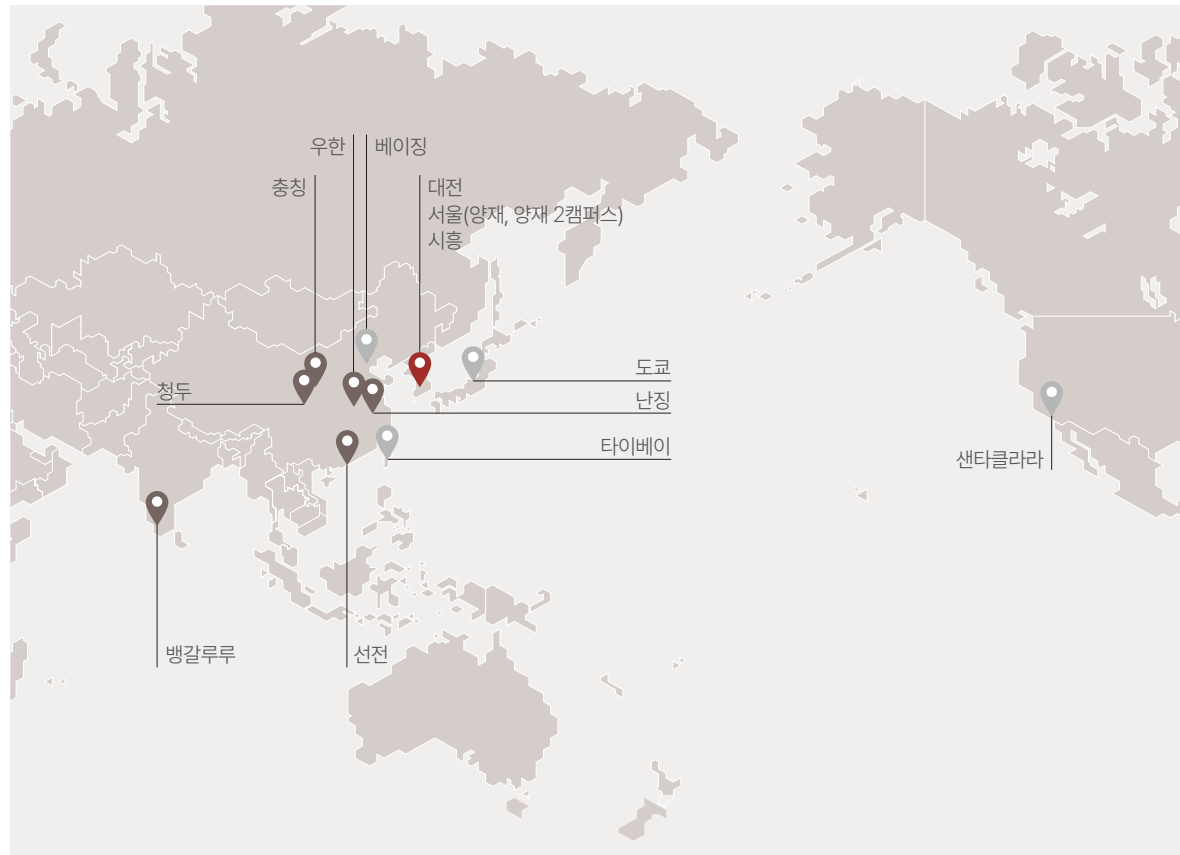 우한
베이징
충칭
대전
서울(양재, 양재 2캠퍼스)
시흥
도쿄
청두
난징
타이베이
샌타클라라
뱅갈루루
선전